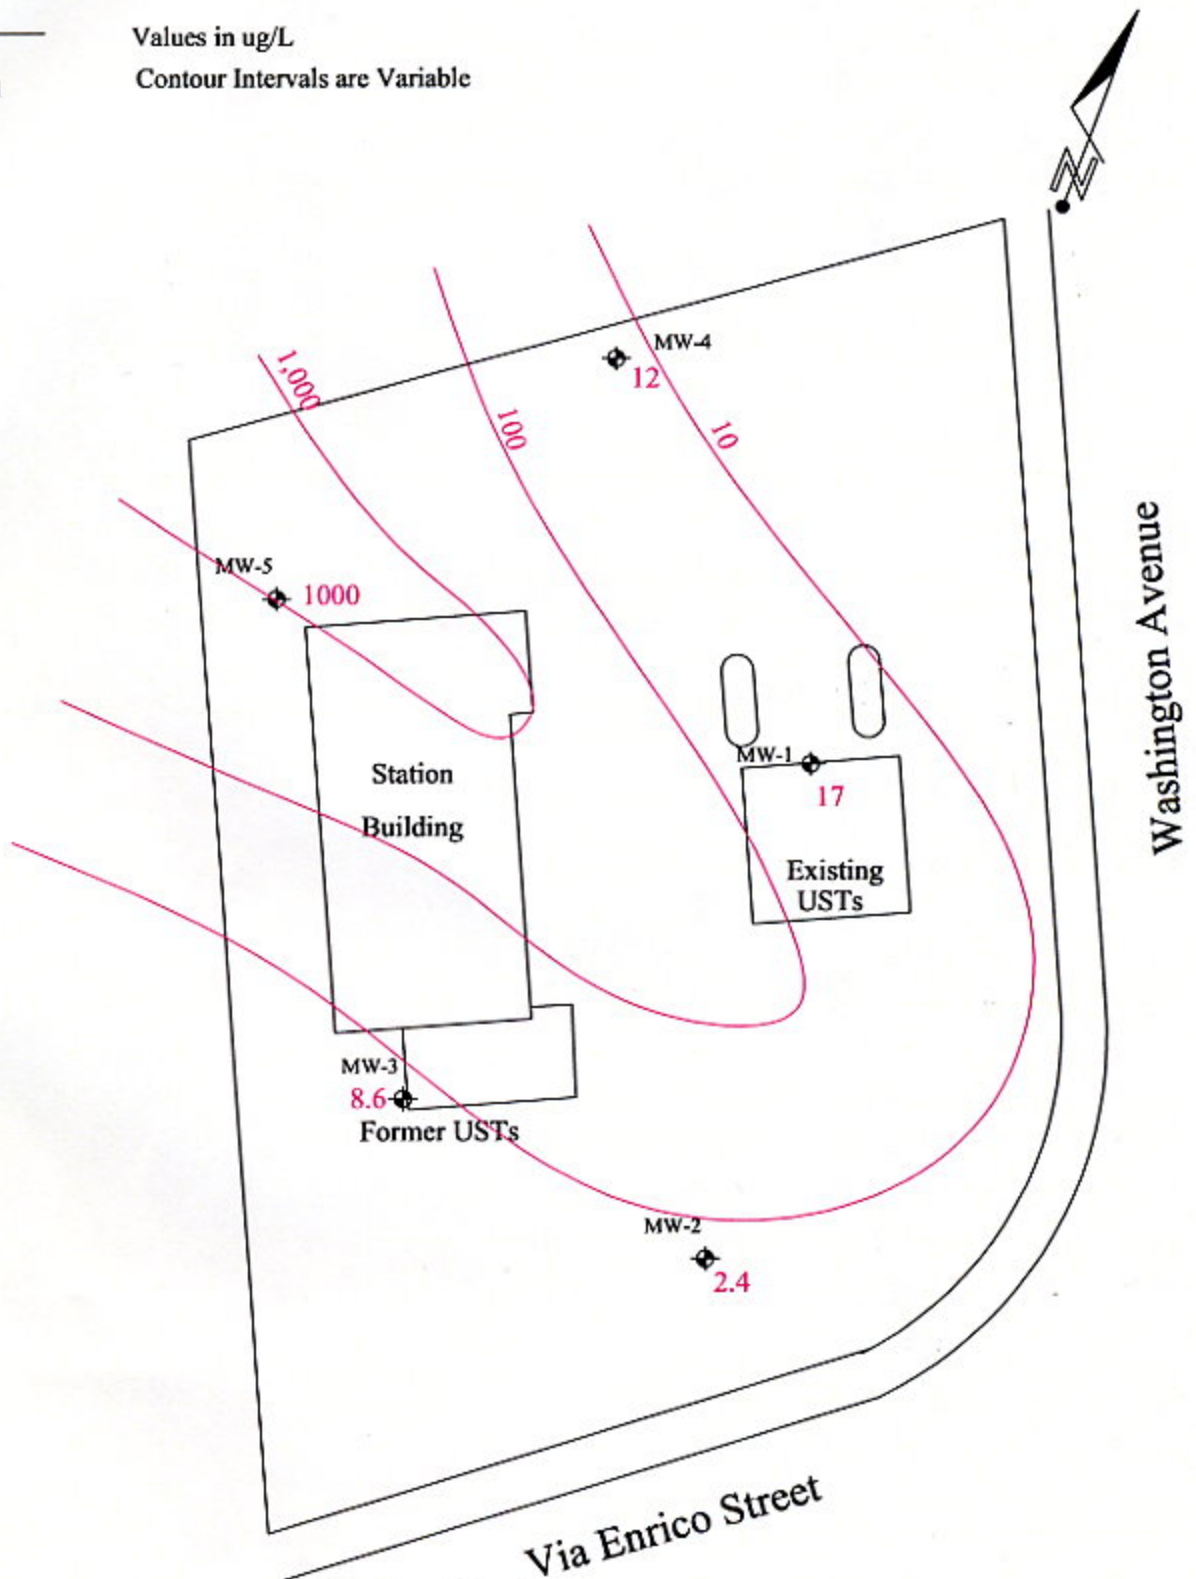 Values in ug/L
Contour Intervals are Variable
N
MW-4
12
1,000
100
10
MW-5
1000
Washington Avenue
MW-1
17
Station
Building
Existing
USTs
MW-3
8.6
Former USTs
MW-2
2.4
Via Enrico Street